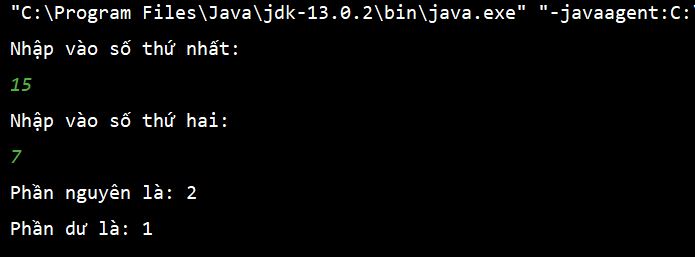 "C:\Program Files\Java\jdk-13.0.2\bin\java.exe" "-javaagent:C:
Nhập vào số thứ nhất:
15
Nhập vào số thứ hai:
7
Phần nguyên là: 2
Phần dư là: 1